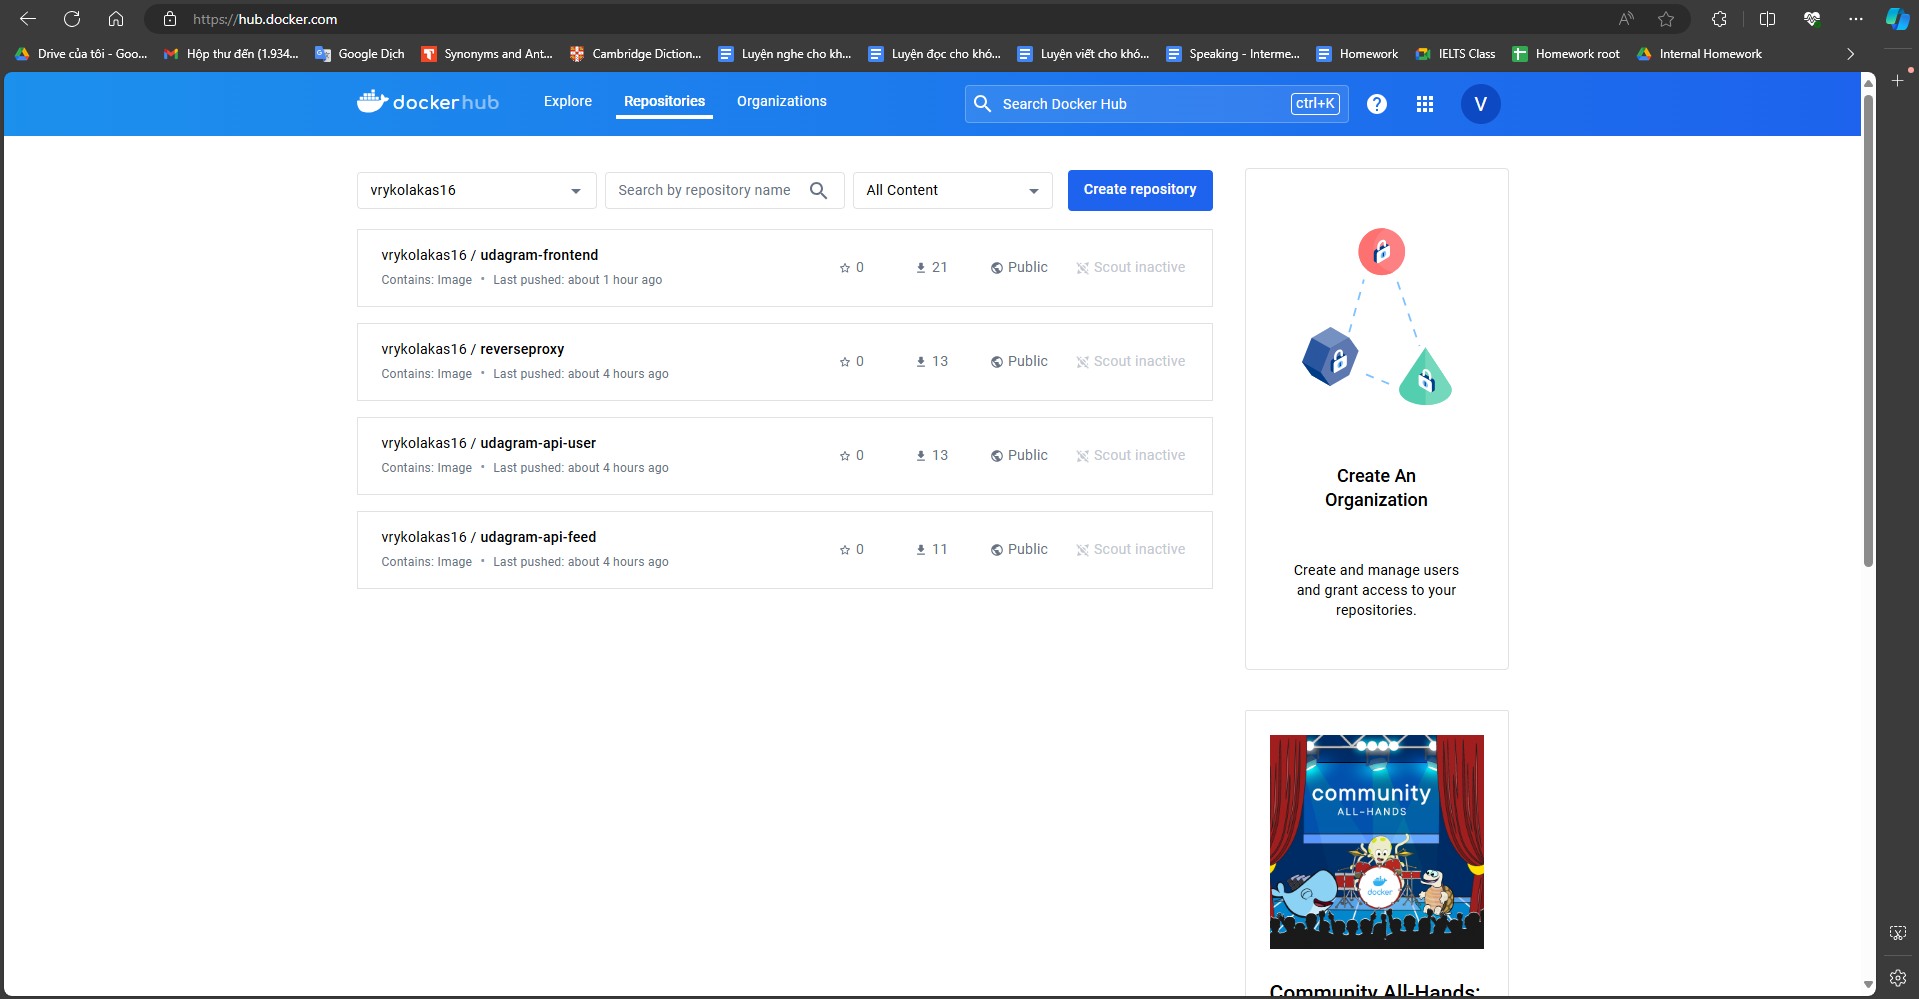 https://hub.docker.com
Drive của tôi - Goo...
Hộp thư đến (1.934...
Google Dịch
Synonyms and Ant...
Cambridge Diction...
Luyện nghe cho kh...
Luyện đọc cho khó...
Luyện viết cho khó...
Speaking - Interme...
Homework
IELTS Class
Homework root
Internal Homework
dockerhub
Explore
Repositories
Organizations
Search Docker Hub
ctrl+K
?
V
vrykolakas16
Search by repository name
All Content
Create repository
vrykolakas16 / udagram-frontend
Contains: Image • Last pushed: about 1 hour ago
0
21
Public
Scout inactive
vrykolakas16 / reverseproxy
Contains: Image • Last pushed: about 4 hours ago
0
13
Public
Scout inactive
vrykolakas16 / udagram-api-user
Contains: Image • Last pushed: about 4 hours ago
0
13
Public
Scout inactive
vrykolakas16 / udagram-api-feed
Contains: Image • Last pushed: about 4 hours ago
0
11
Public
Scout inactive
Create An
Organization
Create and manage users
and grant access to your
repositories.
community
ALL-HANDS
docker
Community All-Hands: